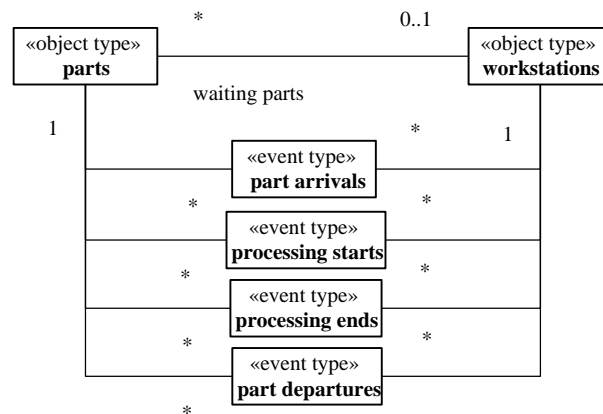 * 0..1
«object type»
parts
«object type»
workstations
waiting parts
1 * 1
«event type»
part arrivals
* *
«event type»
processing starts
* *
«event type»
processing ends
* *
«event type»
part departures
*